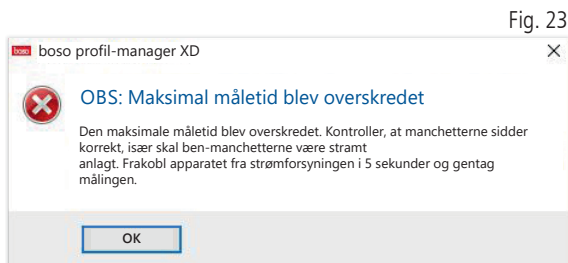 Fig. 23
boso boso profil-manager XD
OBS: Maksimal måletid blev overskredet
Den maksimale måletid blev overskredet. Kontroller, at manchetterne sidder
korrekt, især skal ben-manchetterne være stramt
anlagt. Frakobl apparatet fra strømforsyningen i 5 sekunder og gentag
målingen.
OK